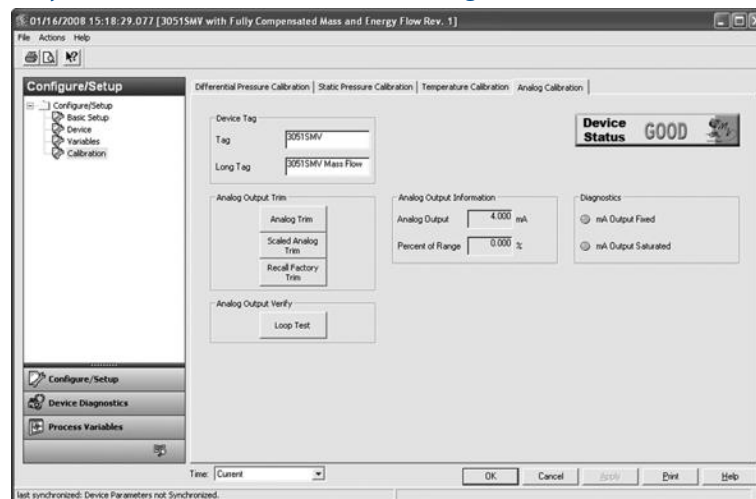 01/16/2008 15:18:29.077 [3051SMV with Fully Compensated Mass and Energy Flow Rev. 1]
File Actions Help
Configure/Setup
Configure/Setup
Basic Setup
Device
Variables
Calibration
Configure/Setup
Device Diagnostics
Process Variables
Differential Pressure Calibration Static Pressure Calibration Temperature Calibration Analog Calibration
Device Tag
Tag 3051SMV
Long Tag 3051SMV Mass Flow
Device Status GOOD
Analog Output Trim
Analog Trim
Scaled Analog
Trim
Recall Factory
Trim
Analog Output Information
Analog Output 4.000 mA
Percent of Range 0.000 %
Diagnostics
mA Output Fixed
mA Output Saturated
Analog Output Verify
Loop Test
Time: Current
OK Cancel Apply Print Help
last synchronized: Device Parameters not Synchronized.